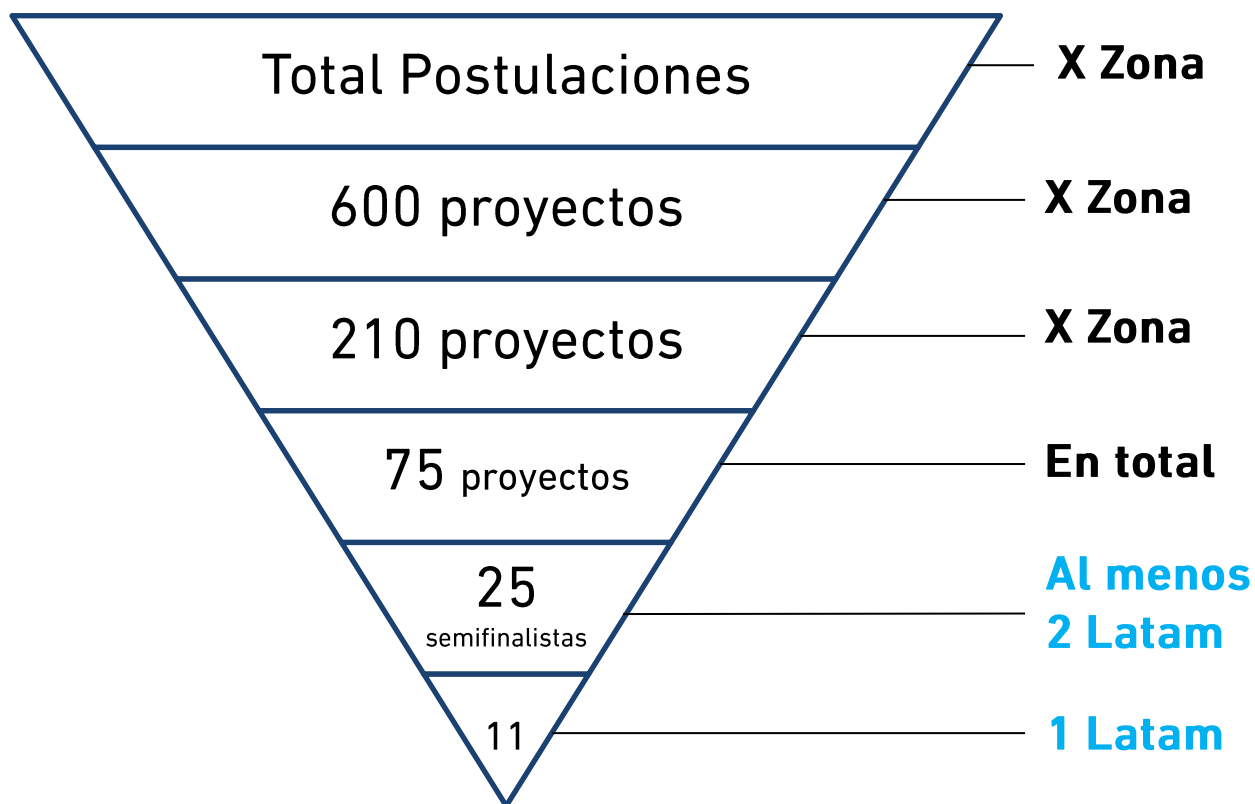 Total Postulaciones
X Zona
600 proyectos
X Zona
210 proyectos
X Zona
75 proyectos
En total
25
semifinalistas
Al menos
2 Latam
11
1 Latam